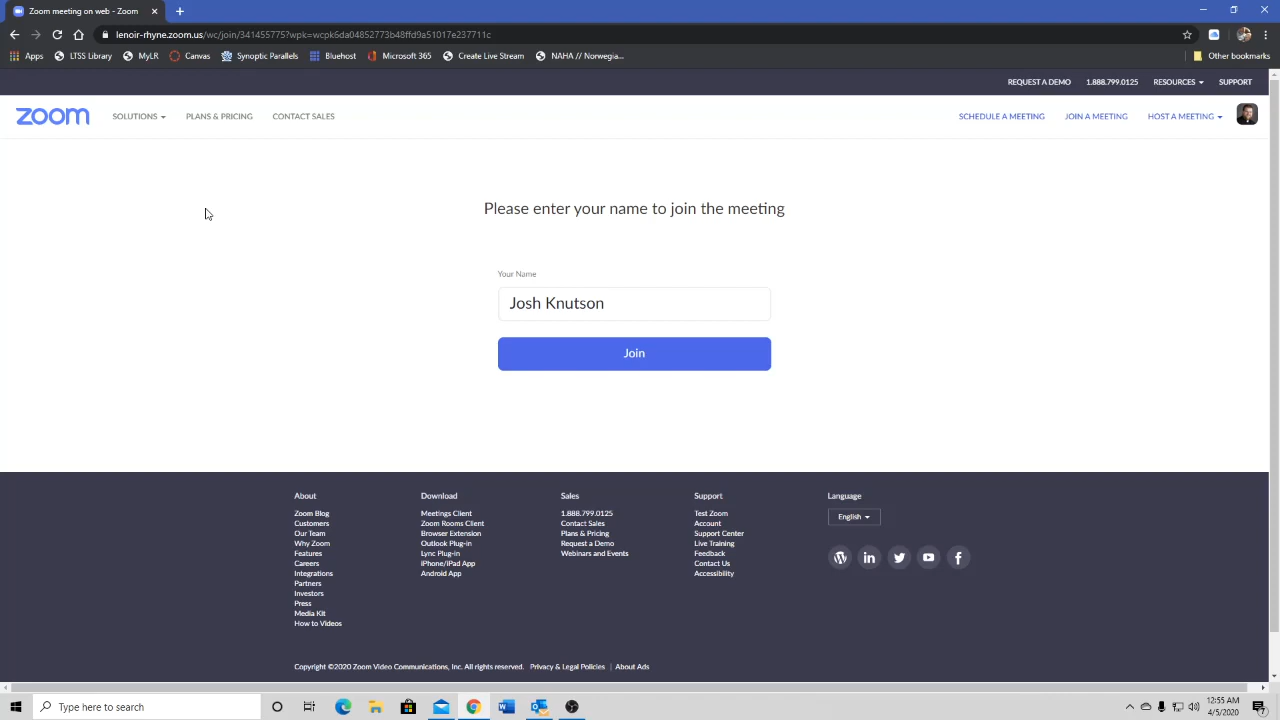 Zoom meeting on web - Zoom
lenoir-rhyne.zoom.us/wc/join/341455775?wpk=wcpk6da04852773b48ffd9a51017e237711c
Apps LTSS Library MyLR Canvas Synoptic Parallels Bluehost Microsoft 365 Create Live Stream NAHA // Norwegia... Other bookmarks
REQUEST A DEMO 1.888.799.0125 RESOURCES SUPPORT
zoom SOLUTIONS PLANS & PRICING CONTACT SALES SCHEDULE A MEETING JOIN A MEETING HOST A MEETING
Please enter your name to join the meeting
Your Name
Josh Knutson
Join
About
Zoom Blog
Customers
Our Team
Why Zoom
Features
Careers
Integrations
Partners
Investors
Press
Media Kit
How to Videos
Download
Meetings Client
Zoom Rooms Client
Browser Extension
Outlook Plug-in
Lync Plug-in
iPhone/iPad App
Android App
Sales
1.888.799.0125
Contact Sales
Plans & Pricing
Request a Demo
Webinars and Events
Support
Test Zoom
Account
Support Center
Live Training
Feedback
Contact Us
Accessibility
Language
English
Copyright ©2020 Zoom Video Communications, Inc. All rights reserved. Privacy & Legal Policies | About Ads
Type here to search
12:55 AM
4/5/2020